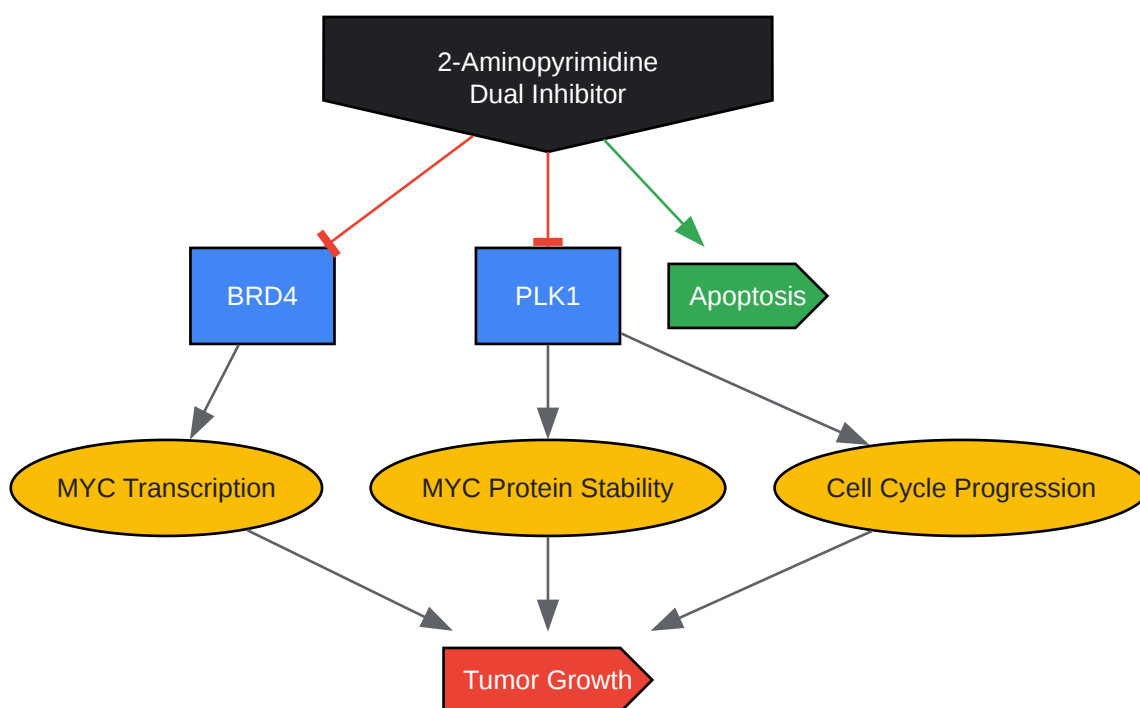 2-Aminopyrimidine
Dual Inhibitor
BRD4
PLK1
Apoptosis
MYC Transcription
MYC Protein Stability
Cell Cycle Progression
Tumor Growth